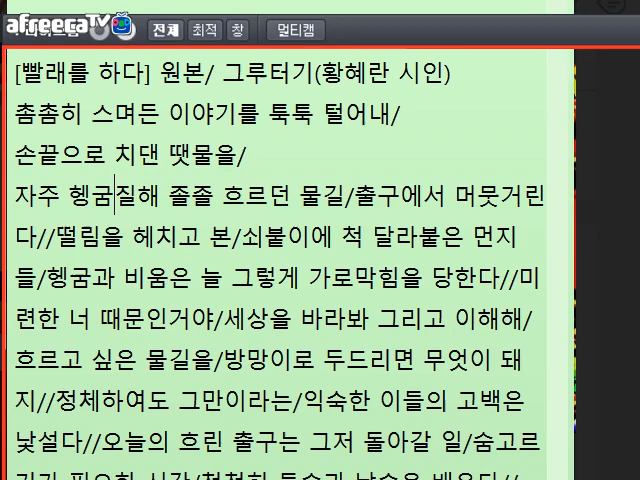 afreecaTV
전체 최적 창 멀티캠
[빨래를 하다] 원본/ 그루터기(황혜란 시인)
촘촘히 스며든 이야기를 툭툭 털어내/
손끝으로 치댄 땟물을/
자주 헹굼질해 졸졸 흐르던 물길/출구에서 머뭇거린
다//떨림을 헤치고 본/쇠붙이에 척 달라붙은 먼지
들/헹굼과 비움은 늘 그렇게 가로막힘을 당한다//미
련한 너 때문인거야/세상을 바라봐 그리고 이해해/
흐르고 싶은 물길을/방망이로 두드리면 무엇이 돼
지//정체하여도 그만이라는/익숙한 이들의 고백은
낯설다//오늘의 흐린 출구는 그저 돌아갈 일/숨고르